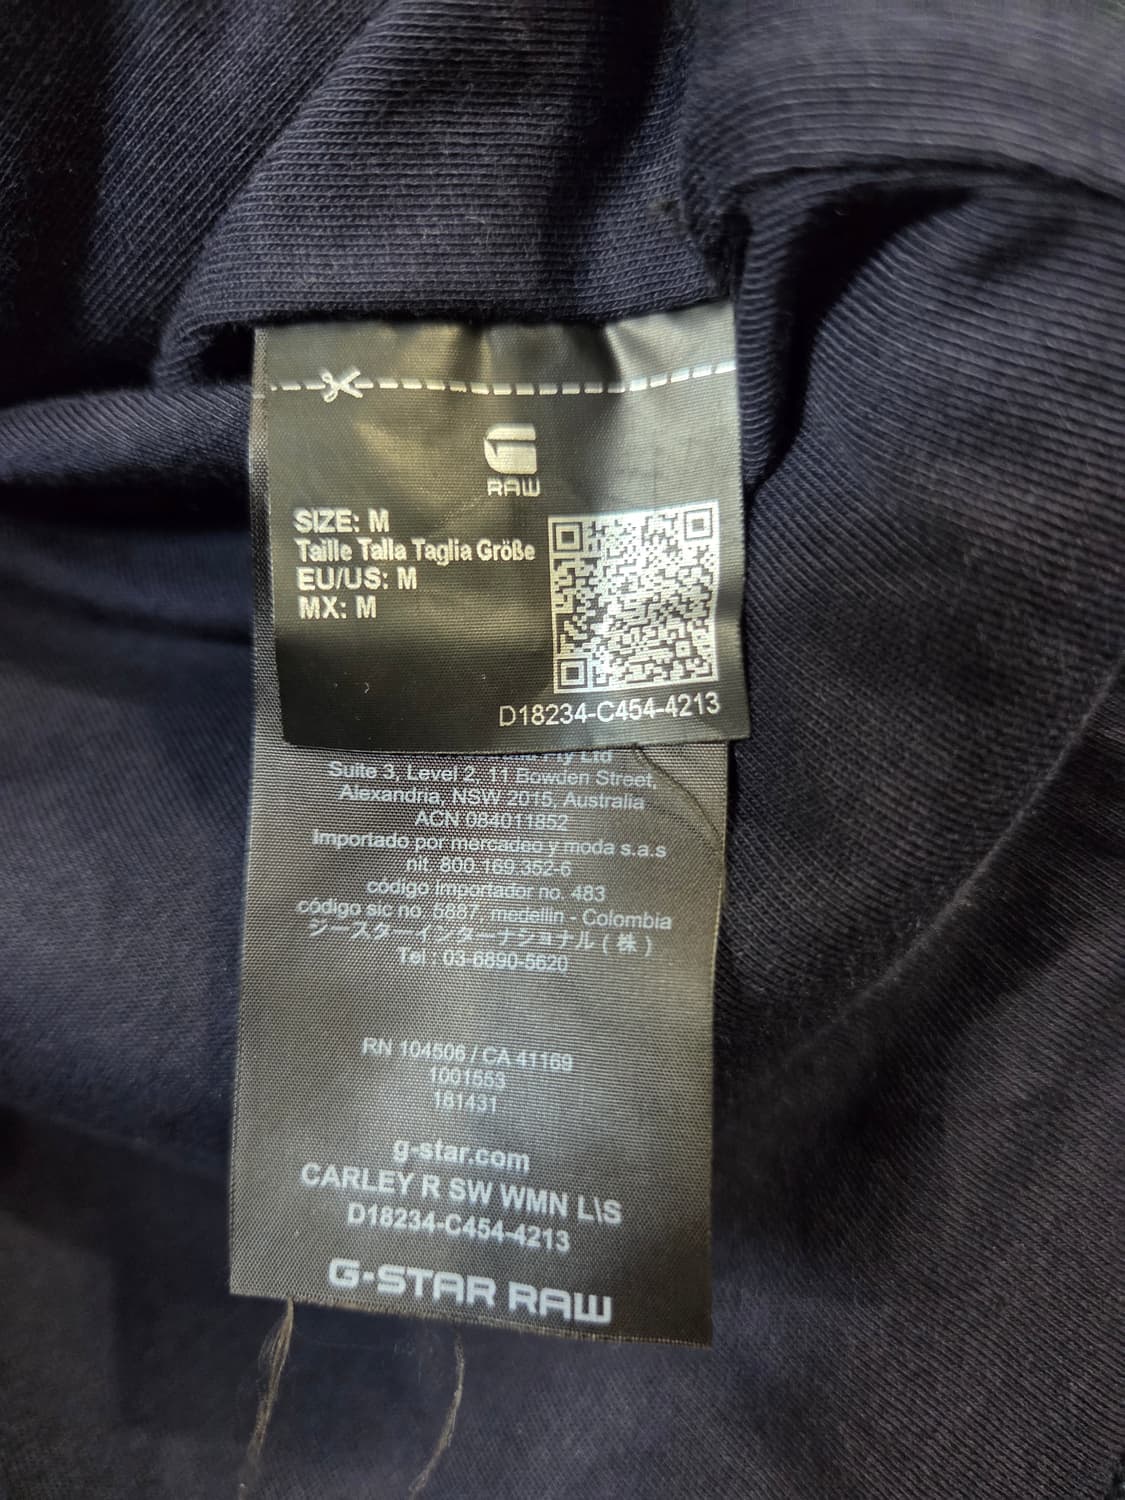 RAW
SIZE: M
Taille Talla Taglia Größe
EU/US: M
MX: M
D18234-C454-4213
Pty Ltd
Suite 3, Level 2, 11 Bowden Street,
Alexandria, NSW 2015, Australia
ACN 084011852
Importado por mercadeo y moda s.a.s
nit. 800.169.352-6
código importador no. 483
código sic no. 5887, medellin - Colombia
ジースターインターナショナル(株)
Tel : 03-6890-5620
RN 104506 / CA 41169
1001553
181431
g-star.com
CARLEY R SW WMN L\S
D18234-C454-4213
G-STAR RAW